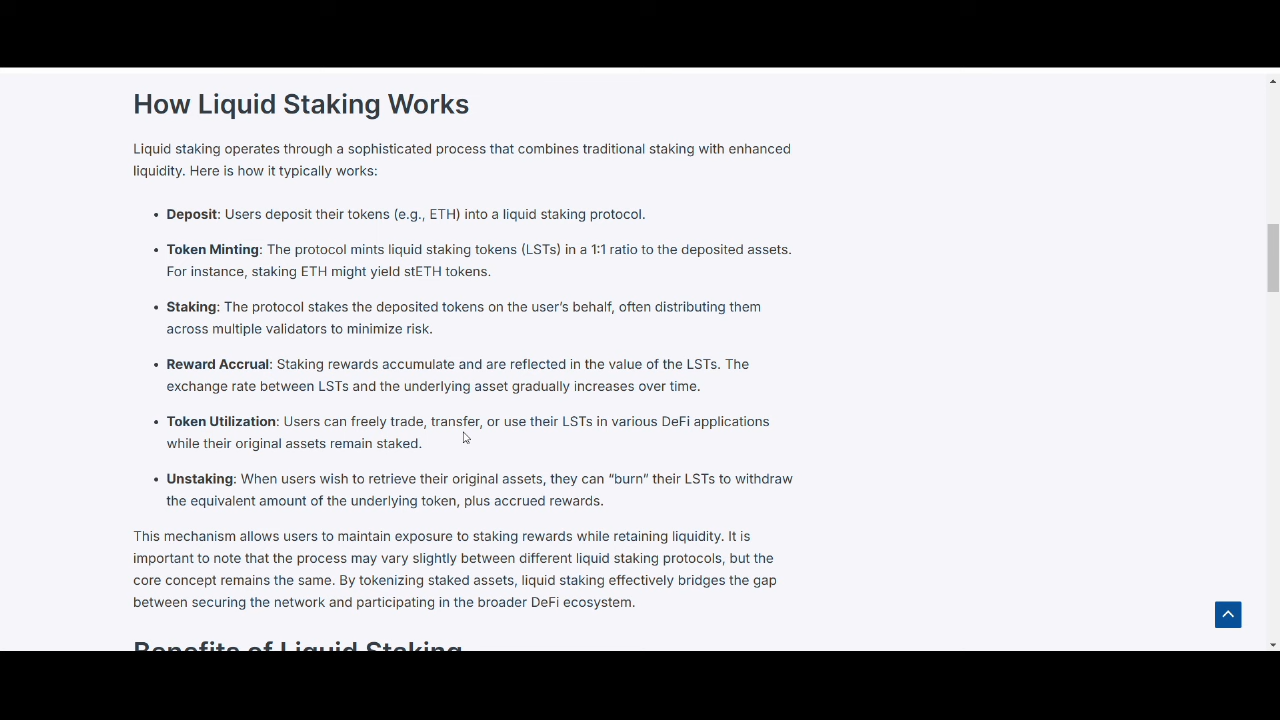 How Liquid Staking Works
Liquid staking operates through a sophisticated process that combines traditional staking with enhanced
liquidity. Here is how it typically works:
• Deposit: Users deposit their tokens (e.g., ETH) into a liquid staking protocol.
• Token Minting: The protocol mints liquid staking tokens (LSTs) in a 1:1 ratio to the deposited assets.
For instance, staking ETH might yield stETH tokens.
• Staking: The protocol stakes the deposited tokens on the user’s behalf, often distributing them
across multiple validators to minimize risk.
• Reward Accrual: Staking rewards accumulate and are reflected in the value of the LSTs. The
exchange rate between LSTs and the underlying asset gradually increases over time.
• Token Utilization: Users can freely trade, transfer, or use their LSTs in various DeFi applications
while their original assets remain staked.
• Unstaking: When users wish to retrieve their original assets, they can “burn” their LSTs to withdraw
the equivalent amount of the underlying token, plus accrued rewards.
This mechanism allows users to maintain exposure to staking rewards while retaining liquidity. It is
important to note that the process may vary slightly between different liquid staking protocols, but the
core concept remains the same. By tokenizing staked assets, liquid staking effectively bridges the gap
between securing the network and participating in the broader DeFi ecosystem.
Benefits of Liquid Staking